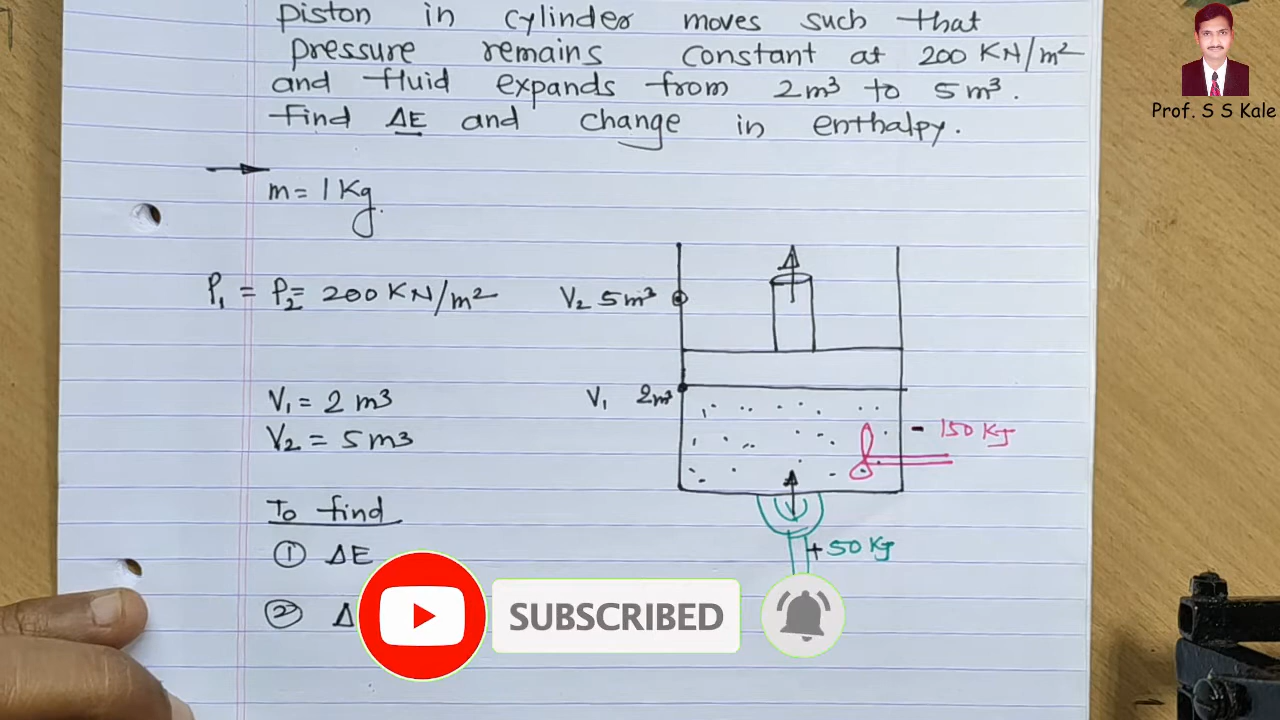 piston in cylinder moves such that
pressure remains constant at 200 KN/m²
and fluid expands from 2m³ to 5m³.
find ΔE and change in enthalpy.
m = 1 Kg.
P₁ = P₂ = 200 KN/m²
V₂ 5m³
V₁ = 2 m3
V₁ 2m³
V₂ = 5 m3
- 150 KJ
To find
① ΔE
+ 50 KJ
② Δ
SUBSCRIBED
Prof. S S Kale